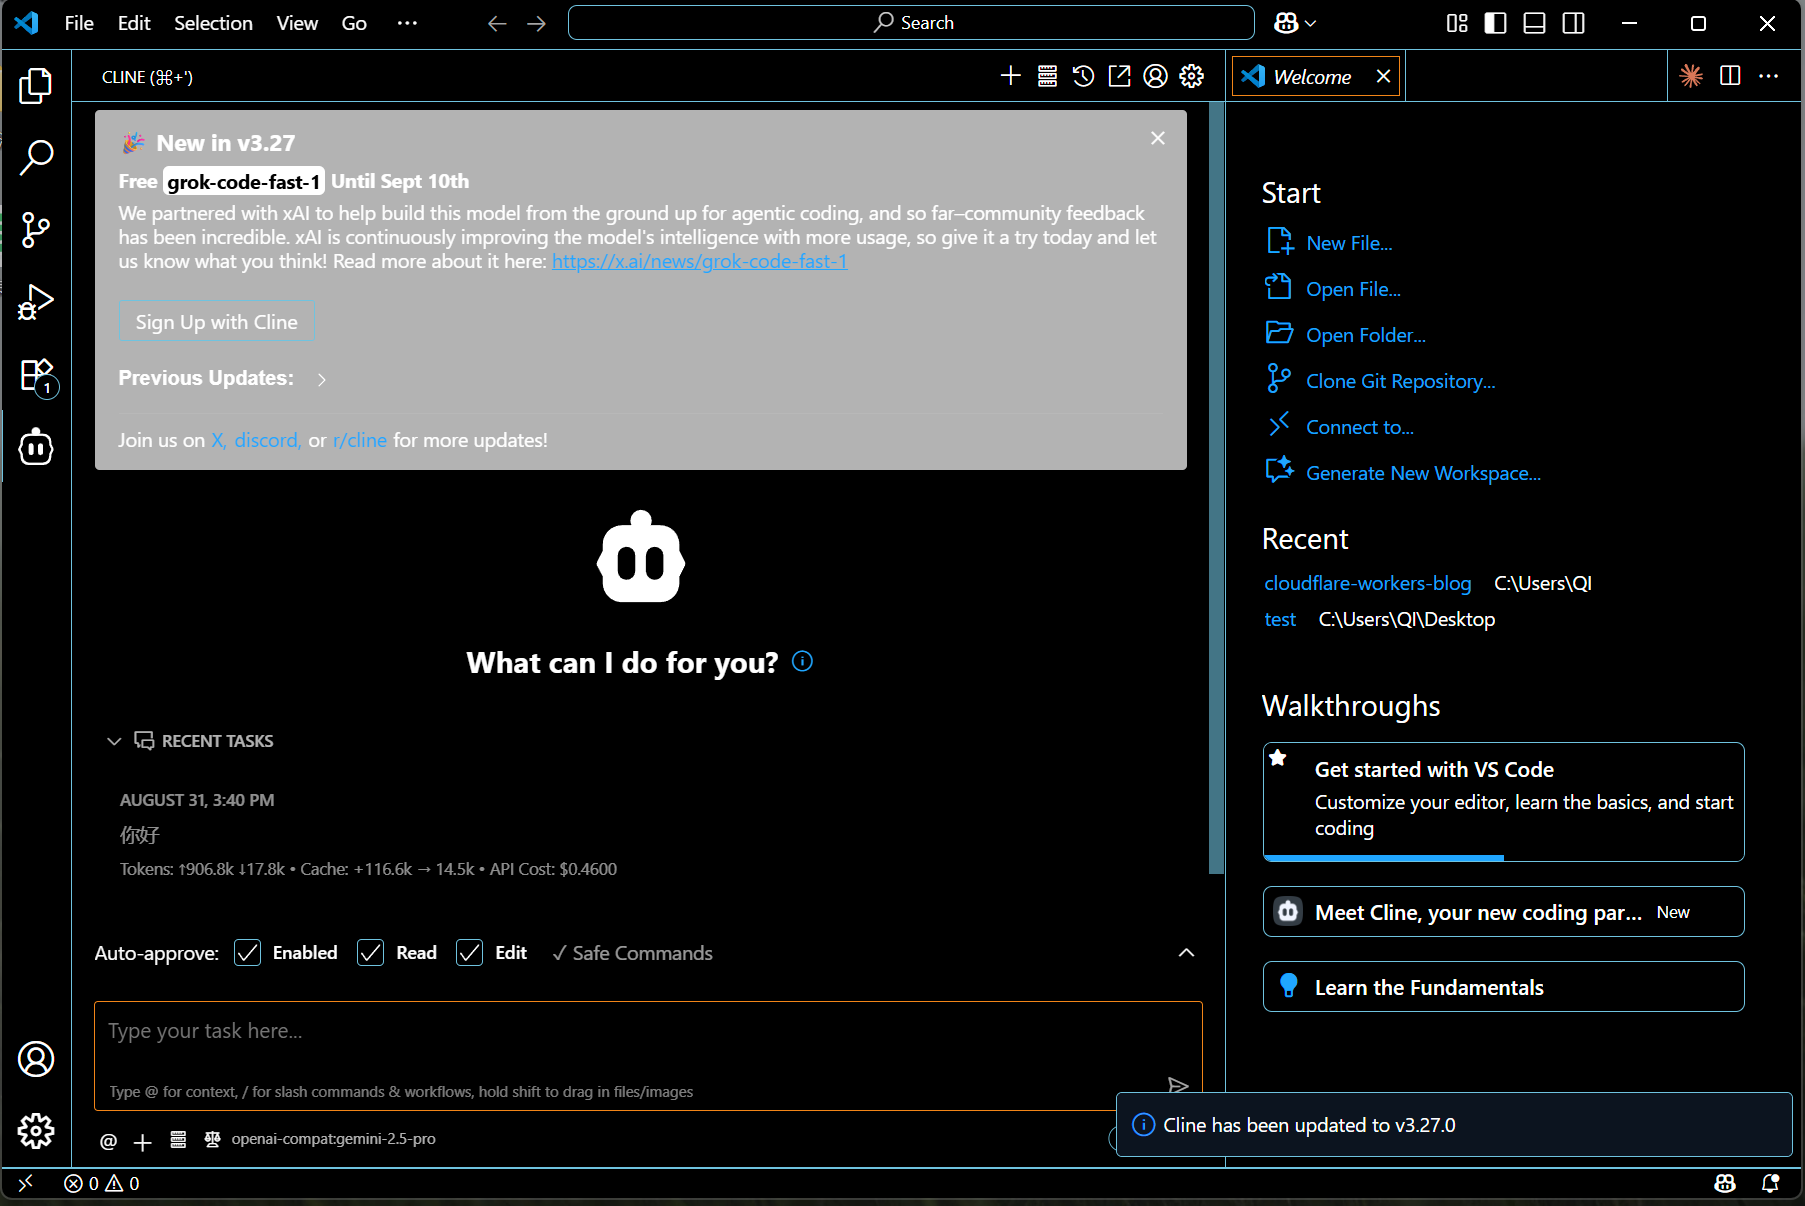 File Edit Selection View Go ···
Search
CLINE (⌘+')
Welcome
New in v3.27
Free grok-code-fast-1 Until Sept 10th
We partnered with xAI to help build this model from the ground up for agentic coding, and so far–community feedback
has been incredible. xAI is continuously improving the model's intelligence with more usage, so give it a try today and let
us know what you think! Read more about it here: https://x.ai/news/grok-code-fast-1
Sign Up with Cline
Previous Updates:
Join us on X, discord, or r/cline for more updates!
What can I do for you?
RECENT TASKS
AUGUST 31, 3:40 PM
你好
Tokens: ↑906.8k ↓17.8k • Cache: +116.6k → 14.5k • API Cost: $0.4600
Auto-approve: Enabled Read Edit ✓ Safe Commands
Type your task here...
Type @ for context, / for slash commands & workflows, hold shift to drag in files/images
@ openai-compat:gemini-2.5-pro
1
Start
New File...
Open File...
Open Folder...
Clone Git Repository...
Connect to...
Generate New Workspace...
Recent
cloudflare-workers-blog C:\Users\QI
test C:\Users\QI\Desktop
Walkthroughs
Get started with VS Code
Customize your editor, learn the basics, and start
coding
Meet Cline, your new coding par... New
Learn the Fundamentals
Cline has been updated to v3.27.0
0 0